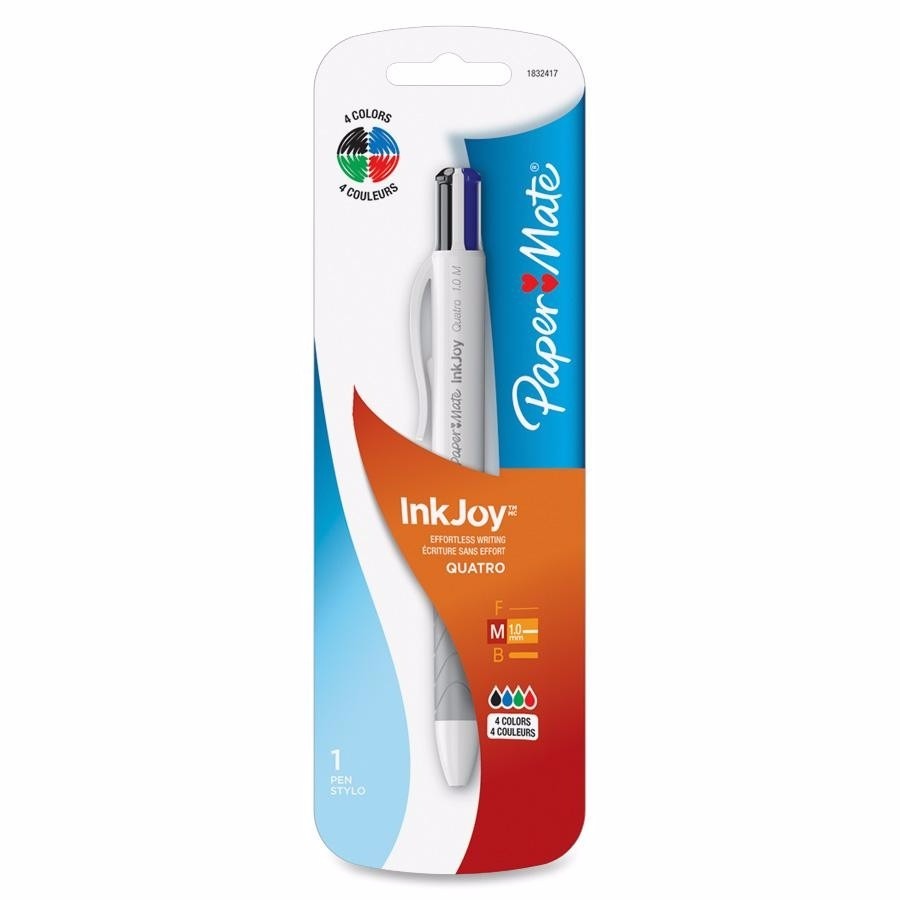 1832417
4 COLORS
4 COULEURS
Paper Mate®
Paper Mate InkJoy Quatro 1.0 M
InkJoy™ MC
EFFORTLESS WRITING
ÉCRITURE SANS EFFORT
QUATRO
F
M 1.0 mm
B
4 COLORS
4 COULEURS
1
PEN
STYLO